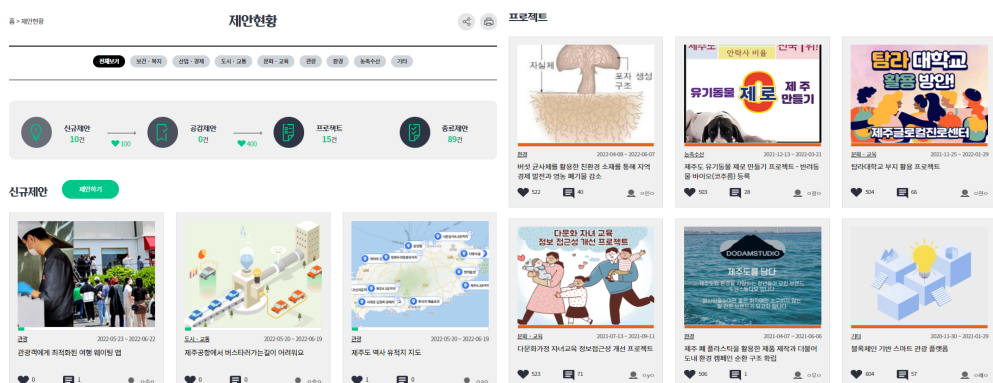 홈 > 제안현황
제안현황
전체보기 보건·복지 산업·경제 도시·교통 문화·교육 관광 환경 농축수산 기타
신규제안
10건
100
공감제안
0건
400
프로젝트
15건
종료제안
89건
신규제안
제안하기
관광 2022-05-23 ~ 2022-06-22
관광객에게 최적화된 여행 웨이팅 앱
0 1 ㅇ수ㅇ
도시·교통 2022-05-20 ~ 2022-06-19
제주공항에서 버스타러가는길이 어려워요
0 0
관광 2022-05-20 ~ 2022-06-19
제주도 역사 유적지 지도
1 0
프로젝트
자실체
포자 생성
구조
환경 2022-04-08 ~ 2022-06-07
버섯 균사체를 활용한 친환경 소재를 통해 지역
경제 발전과 영농 폐기물 감소
522 40 ㅇ민ㅇ
제주도
안락사 비율
전국 1위!
유기동물 제로 제주
만들기
농축수산 2021-12-13 ~ 2022-03-21
제주도 유기동물 제로 만들기 프로젝트 - 반려동
물 바이오(코주름) 등록
503 28
탐라 대학교
활용 방안!
제주글로컬진로센터
문화·교육 2021-11-25 ~ 2022-01-29
탐라대학교 부지 활용 프로젝트
504 66 ㅇ현ㅇ
다문화 자녀 교육
정보 접근성 개선 프로젝트
문화·교육 2021-07-13 ~ 2021-09-11
다문화가정 자녀교육 정보접근성 개선 프로젝트
523 71 ㅇyㅇ
DODAMSTUDIO
제주도를 담다
환경
제주 폐 플라스틱을 활용한 제품 제작과 더불어
도내 환경 캠페인 순환 구조 확립
506 1
기타 2020-11-30 ~ 2021-01-29
블록체인 기반 스마트 관광 플랫폼
604 57